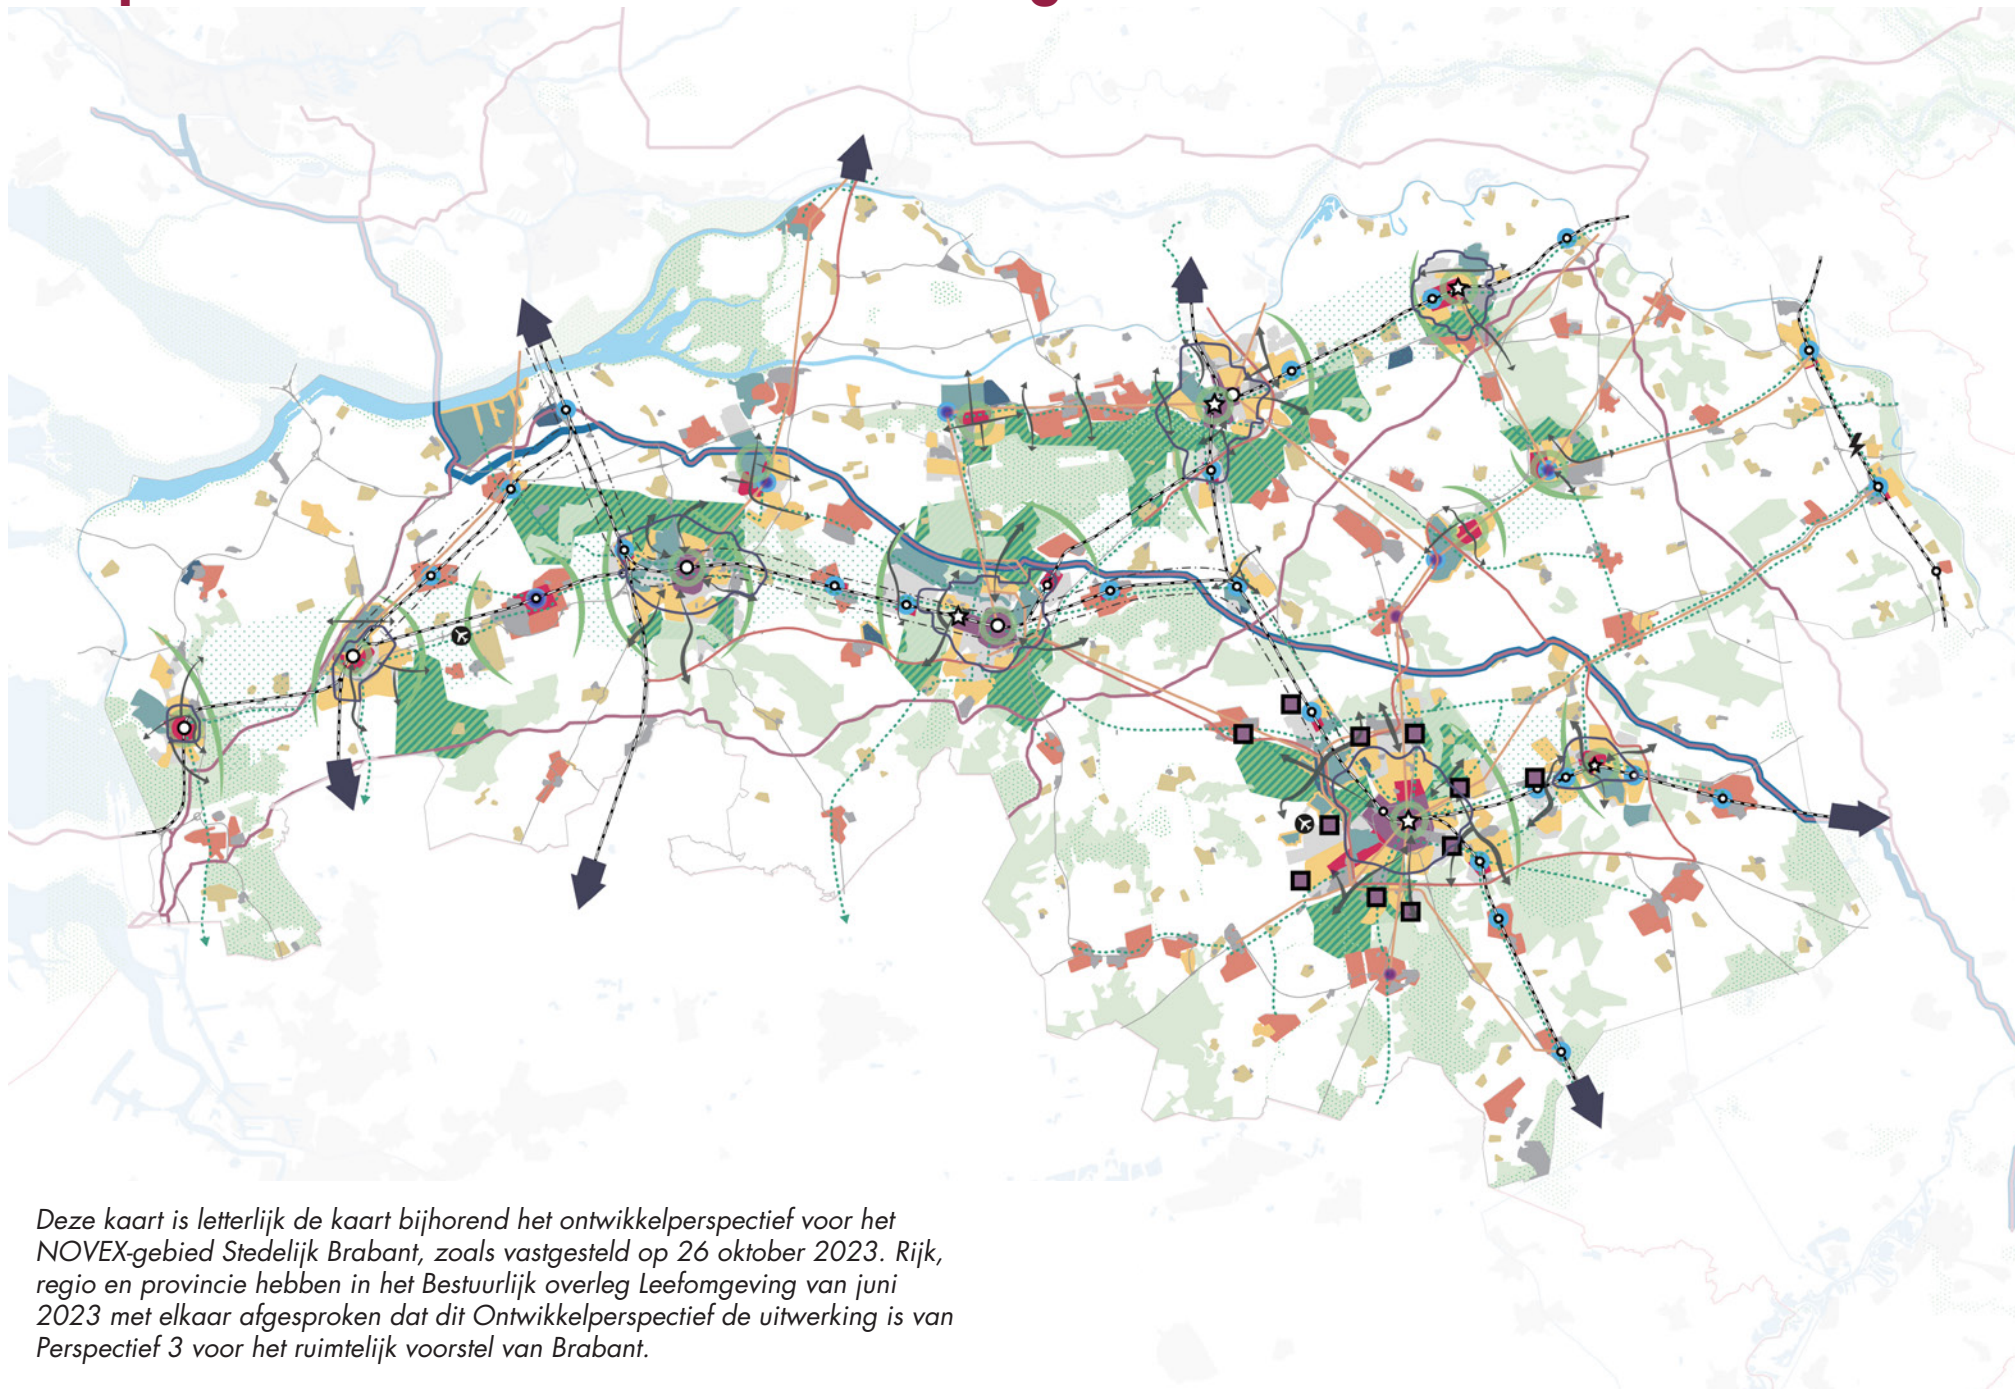 Deze kaart is letterlijk de kaart bijhorend het ontwikkelperspectief voor het
NOVEX-gebied Stedelijk Brabant, zoals vastgesteld op 26 oktober 2023. Rijk,
regio en provincie hebben in het Bestuurlijk overleg Leefomgeving van juni
2023 met elkaar afgesproken dat dit Ontwikkelperspectief de uitwerking is van
Perspectief 3 voor het ruimtelijk voorstel van Brabant.